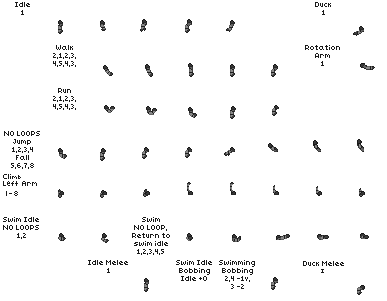 Idle
1
Duck
1
Walk
2,1,2,3,
4,5,4,3,
Rotation
Arm
1
Run
2,1,2,3,
4,5,4,3,
NO LOOPS
Jump
1,2,3,4
Fall
5,6,7,8
Climb
Left Arm
1 - 8
Swim Idle
NO LOOPS
1,2
Swim
NO LOOP,
Return to
swim idle
1,2,3,4,5
Idle Melee
1
Swim Idle
Bobbing
Idle +0
Swimming
Bobbing
2,4 -1v,
3 -2
Duck Melee
1